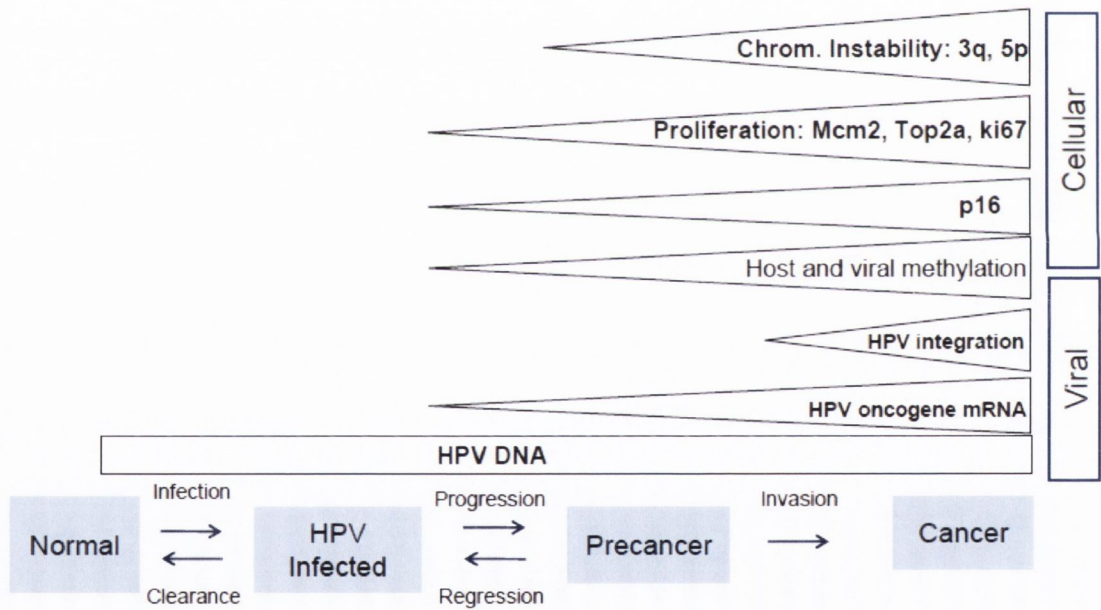 Chrom. Instability: 3q, 5p
Proliferation: Mcm2, Top2a, ki67
p16
Host and viral methylation
Cellular
HPV integration
HPV oncogene mRNA
HPV DNA
Viral
Normal
Infection
Clearance
HPV
Infected
Progression
Regression
Precancer
Invasion
Cancer